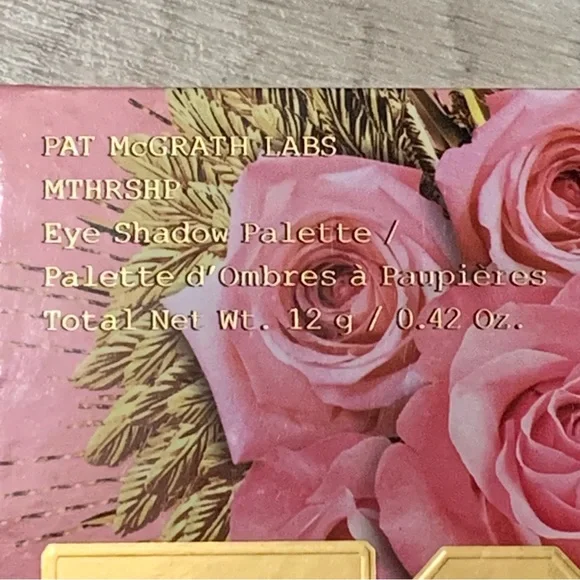 PAT McGRATH LABS
MTHRSHP
Eye Shadow Palette /
Palette d'Ombres à Paupières
Total Net Wt. 12 g / 0.42 Oz.